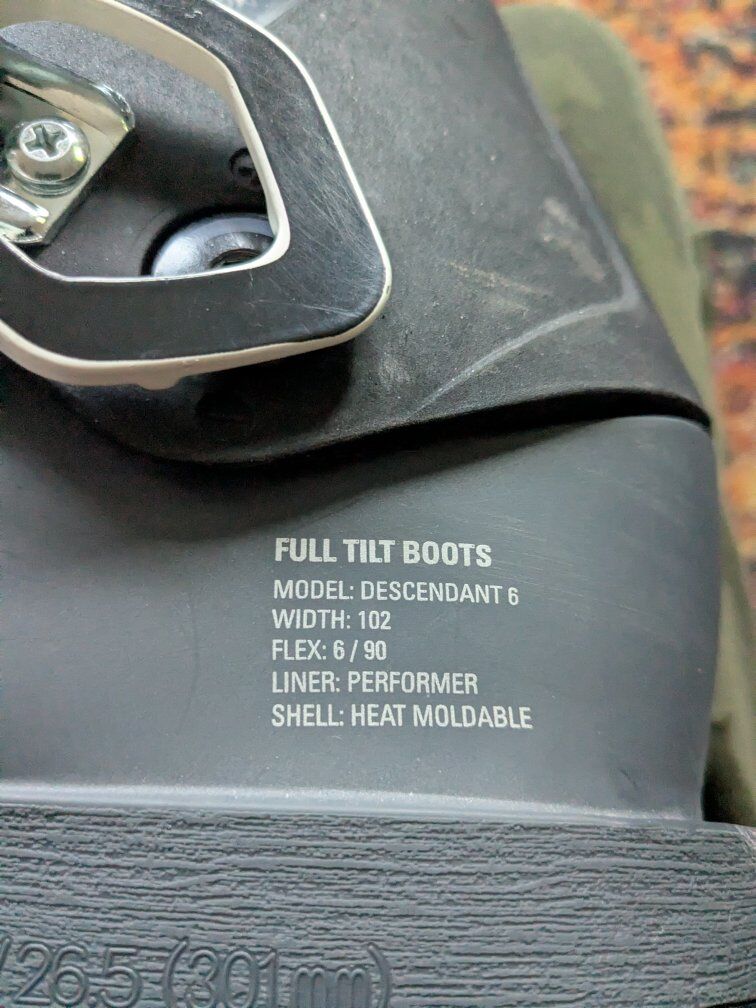 FULL TILT BOOTS
MODEL: DESCENDANT 6
WIDTH: 102
FLEX: 6 / 90
LINER: PERFORMER
SHELL: HEAT MOLDABLE
/26.5 (301mm)